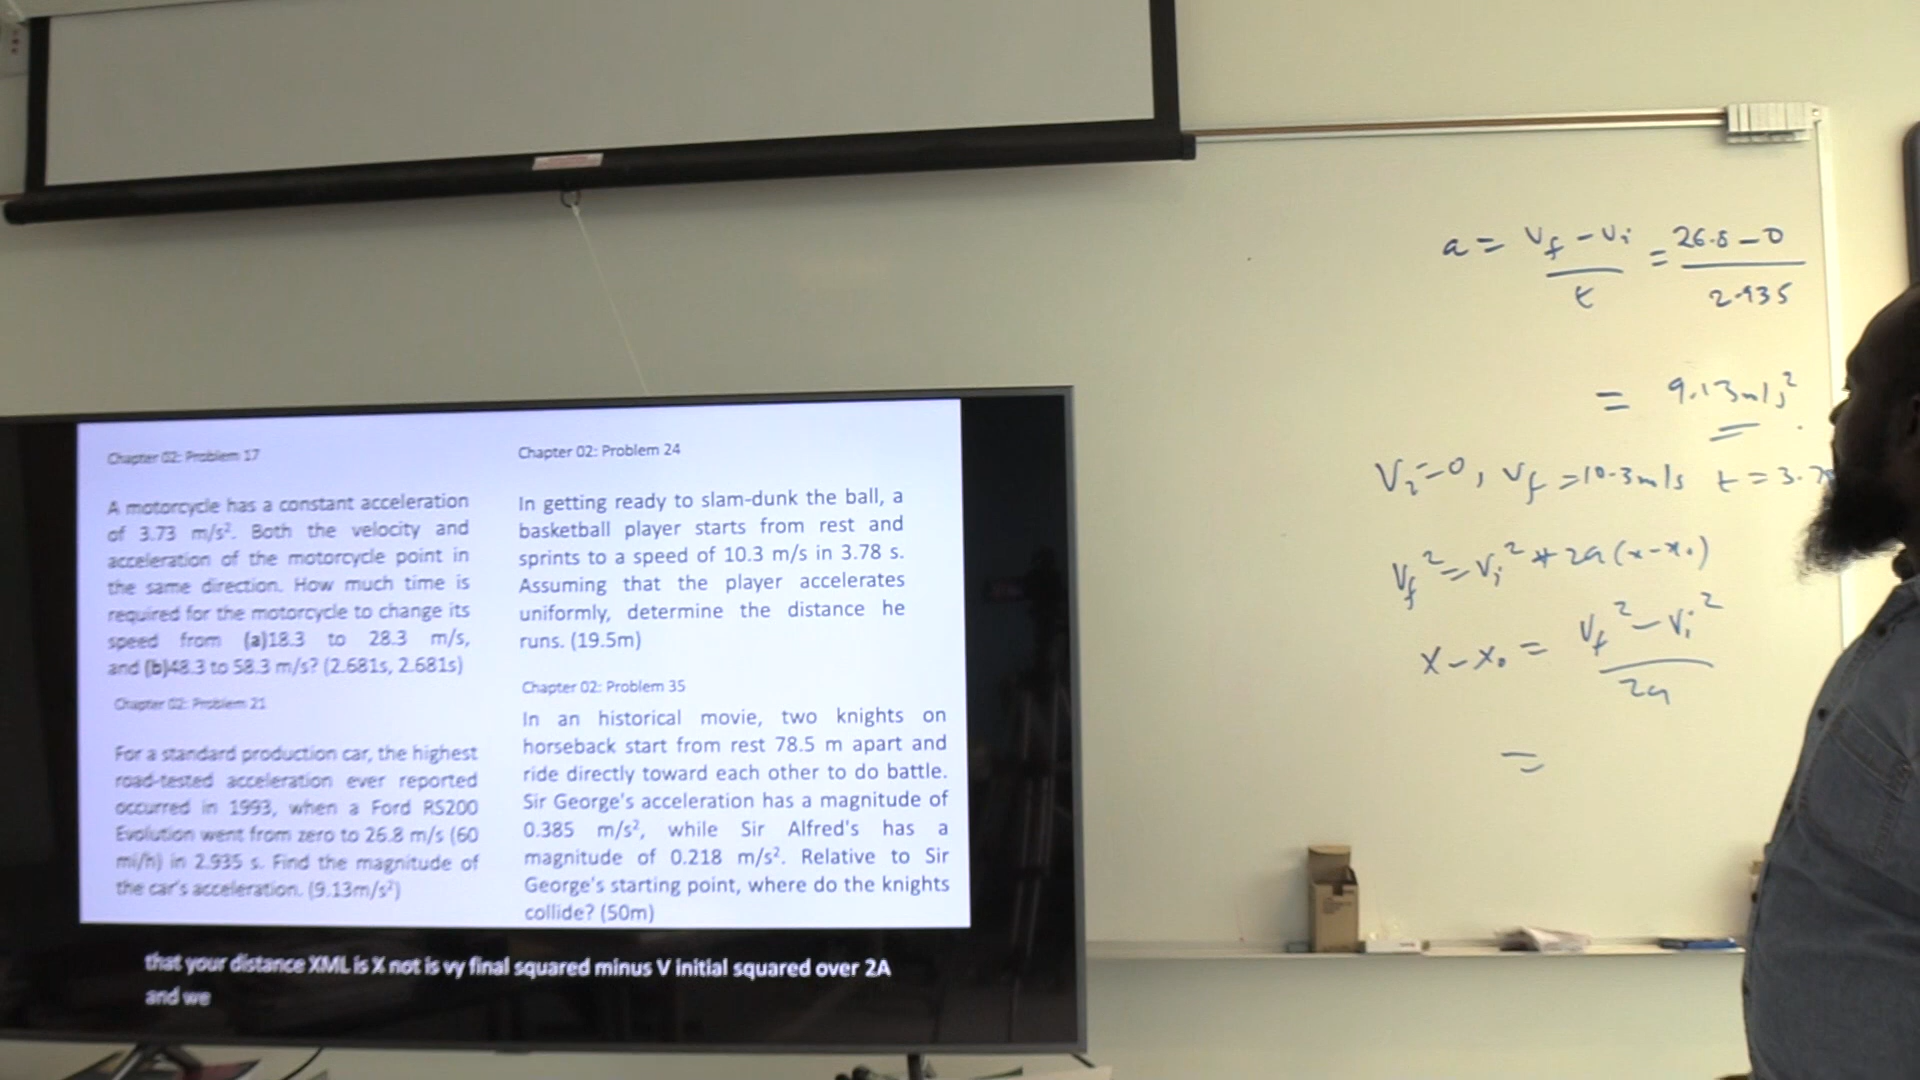 Chapter 02: Problem 17
A motorcycle has a constant acceleration
of 3.73 m/s². Both the velocity and
acceleration of the motorcycle point in
the same direction. How much time is
required for the motorcycle to change its
speed from (a)18.3 to 28.3 m/s,
and (b)48.3 to 58.3 m/s? (2.681s, 2.681s)
Chapter 02: Problem 21
For a standard production car, the highest
road-tested acceleration ever reported
occurred in 1993, when a Ford RS200
Evolution went from zero to 26.8 m/s (60
mi/h) in 2.935 s. Find the magnitude of
the car's acceleration. (9.13m/s²)
Chapter 02: Problem 24
In getting ready to slam-dunk the ball, a
basketball player starts from rest and
sprints to a speed of 10.3 m/s in 3.78 s.
Assuming that the player accelerates
uniformly, determine the distance he
runs. (19.5m)
Chapter 02: Problem 35
In an historical movie, two knights on
horseback start from rest 78.5 m apart and
ride directly toward each other to do battle.
Sir George's acceleration has a magnitude of
0.385 m/s², while Sir Alfred's has a
magnitude of 0.218 m/s². Relative to Sir
George's starting point, where do the knights
collide? (50m)
that your distance XML is X not is vy final squared minus V initial squared over 2A
and we
a = vf - vi / t = 26.8 - 0 / 2.935
= 9.13m/s²
Vi = 0, vf = 10.3m/s t = 3.7
Vf² = Vi² + 2a(x - x₀)
X - X₀ = Vf² - Vi² / 2a
=